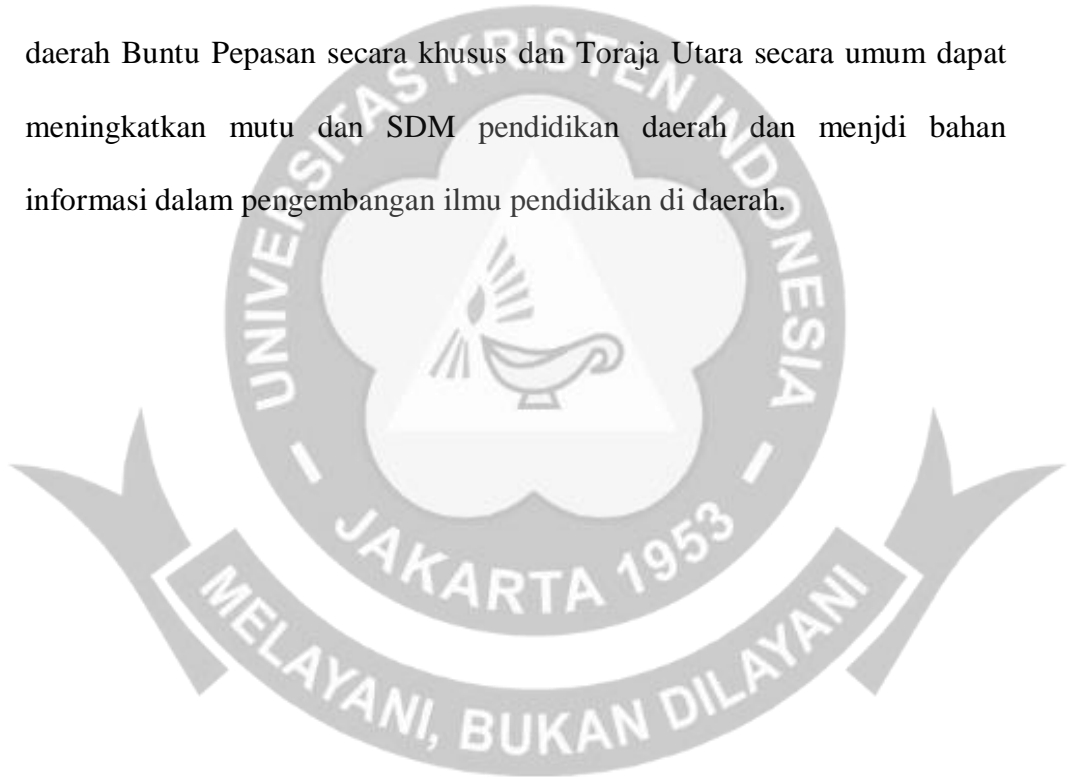 daerah Buntu Pepasan secara khusus dan Toraja Utara secara umum dapat
meningkatkan mutu dan SDM pendidikan daerah dan menjdi bahan
informasi dalam pengembangan ilmu pendidikan di daerah.
UNIVERSITAS KRISTEN INDONESIA
- JAKARTA 1953 -
MELAYANI, BUKAN DILAYANI